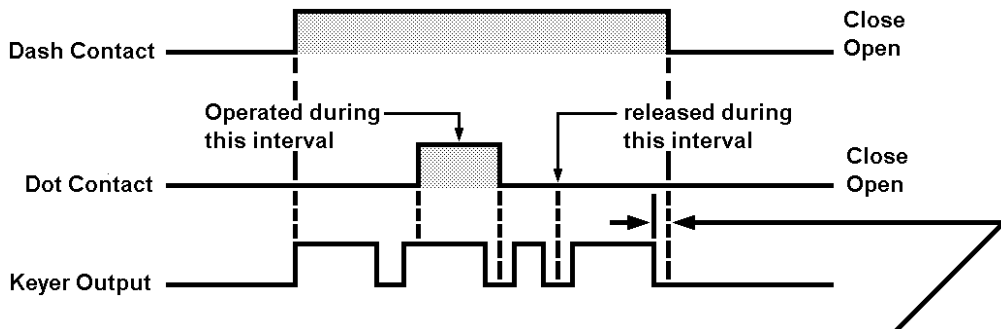 Close
Dash Contact
Open
Operated during
this interval
released during
this interval
Close
Dot Contact
Open
Keyer Output